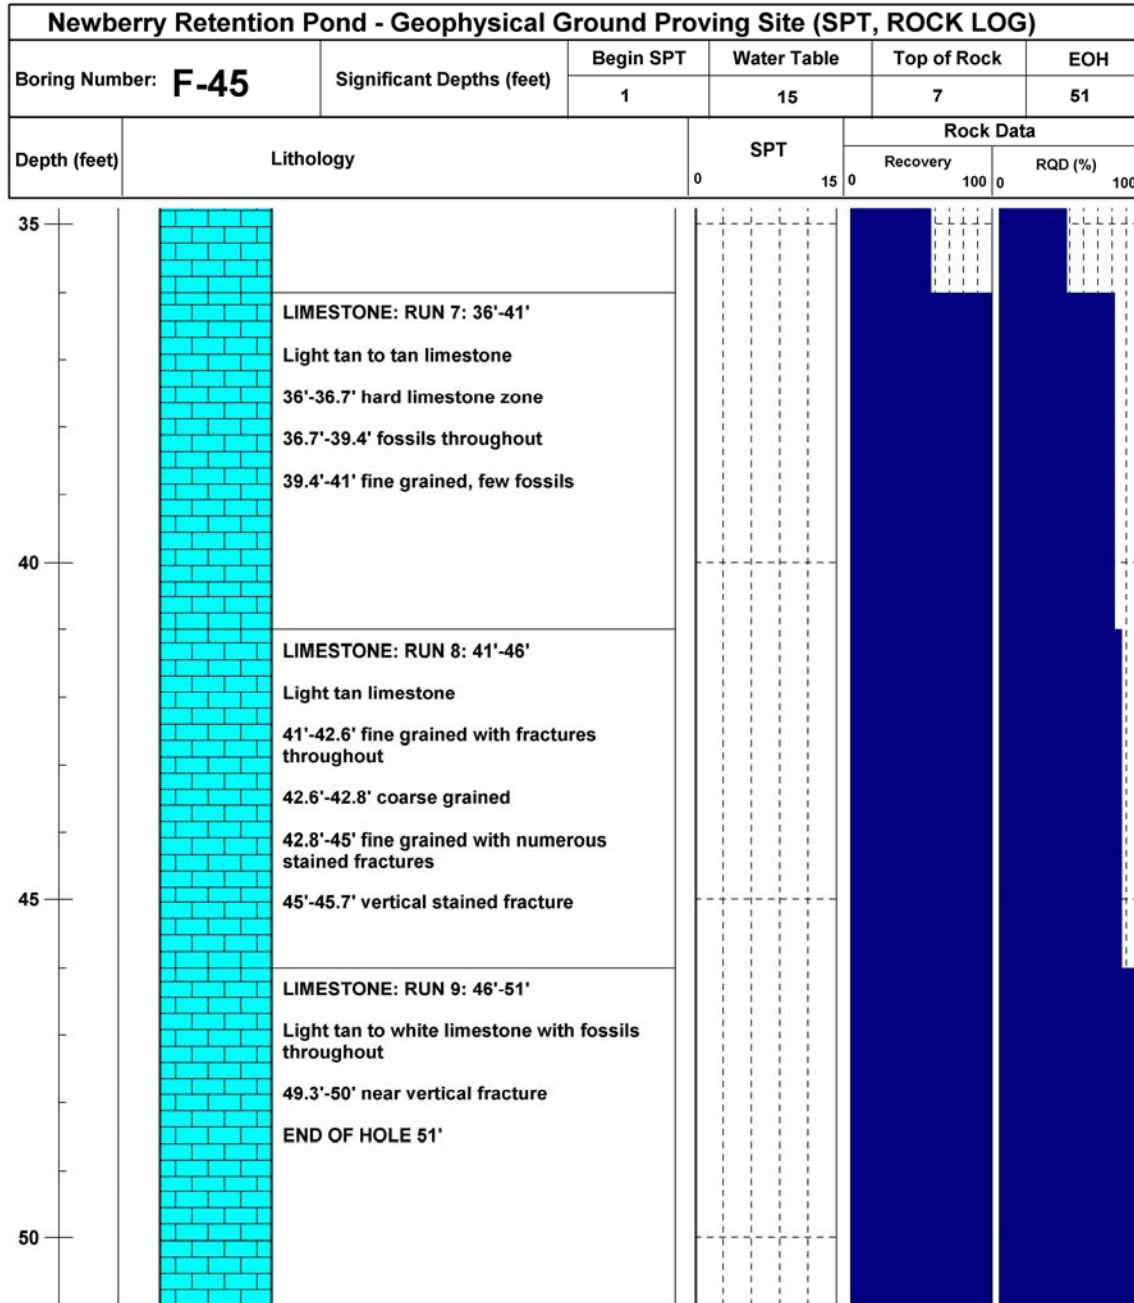 Newberry Retention Pond - Geophysical Ground Proving Site (SPT, ROCK LOG)
Boring Number: F-45
Significant Depths (feet)
Begin SPT
Water Table
Top of Rock
EOH
1
15
7
51
Depth (feet)
Lithology
SPT
0
15
Rock Data
Recovery
0
100
RQD (%)
0
100
35
LIMESTONE: RUN 7: 36'-41'
Light tan to tan limestone
36'-36.7' hard limestone zone
36.7'-39.4' fossils throughout
39.4'-41' fine grained, few fossils
40
LIMESTONE: RUN 8: 41'-46'
Light tan limestone
41'-42.6' fine grained with fractures
throughout
42.6'-42.8' coarse grained
42.8'-45' fine grained with numerous
stained fractures
45
45'-45.7' vertical stained fracture
LIMESTONE: RUN 9: 46'-51'
Light tan to white limestone with fossils
throughout
49.3'-50' near vertical fracture
END OF HOLE 51'
50